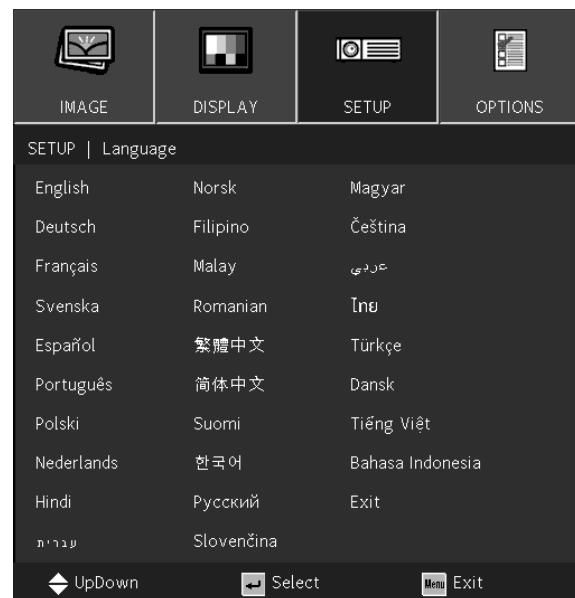 IMAGE DISPLAY SETUP OPTIONS
SETUP | Language
English Norsk Magyar
Deutsch Filipino Čeština
Français Malay عربي
Svenska Romanian ไทย
Español 繁體中文 Türkçe
Português 简体中文 Dansk
Polski Suomi Tiếng Việt
Nederlands 한국어 Bahasa Indonesia
Hindi Русский Exit
עברית Slovenčina
UpDown Select Menu Exit